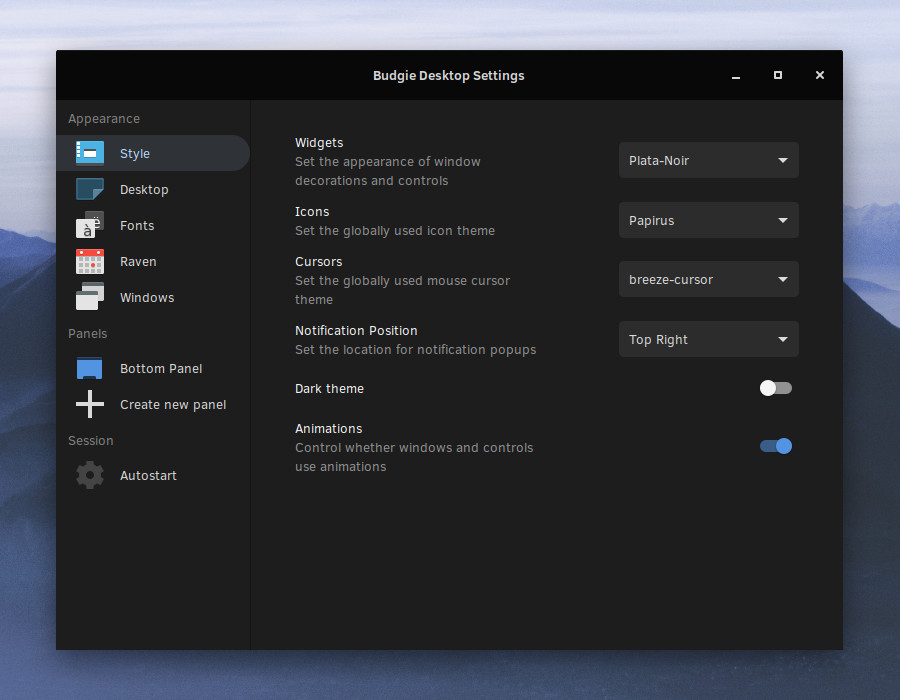 Budgie Desktop Settings
Appearance
Style
Desktop
Fonts
Raven
Windows
Panels
Bottom Panel
Create new panel
Session
Autostart
Widgets
Set the appearance of window
decorations and controls
Plata-Noir
Icons
Set the globally used icon theme
Papirus
Cursors
Set the globally used mouse cursor
theme
breeze-cursor
Notification Position
Set the location for notification popups
Top Right
Dark theme
Animations
Control whether windows and controls
use animations